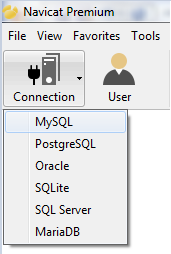 Navicat Premium
File View Favorites Tools
Connection User
MySQL
PostgreSQL
Oracle
SQLite
SQL Server
MariaDB